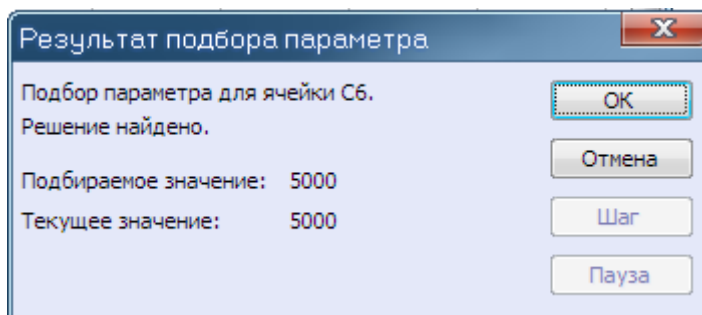 Результат подбора параметра
Подбор параметра для ячейки C6.
Решение найдено.
Подбираемое значение: 5000
Текущее значение: 5000
ОК
Отмена
Шаг
Пауза